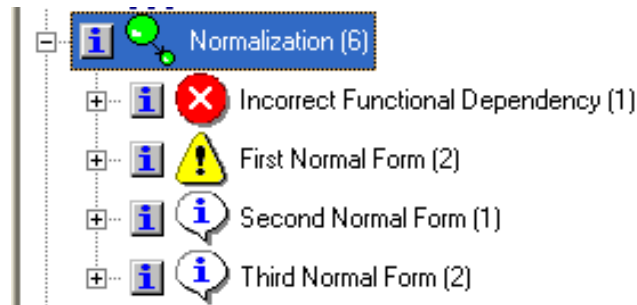 Normalization (6)
Incorrect Functional Dependency (1)
First Normal Form (2)
Second Normal Form (1)
Third Normal Form (2)